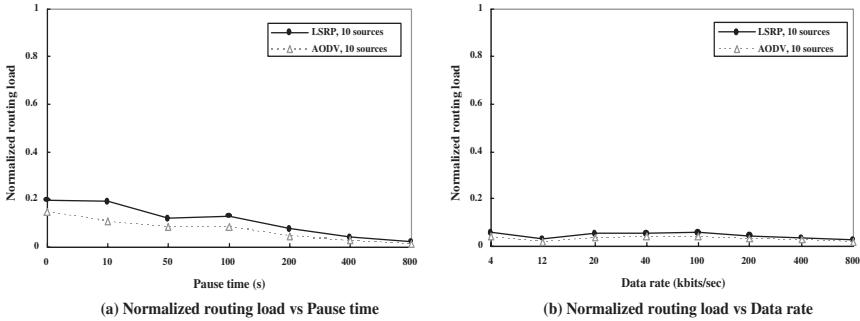 1
0.8
0.6
0.4
0.2
0
Normalized routing load
LSRP, 10 sources
AODV, 10 sources
0 10 50 100 200 400 800
Pause time (s)
(a) Normalized routing load vs Pause time
1
0.8
0.6
0.4
0.2
0
Normalized routing load
LSRP, 10 sources
AODV, 10 sources
4 12 20 40 100 200 400 800
Data rate (kbits/sec)
(b) Normalized routing load vs Data rate